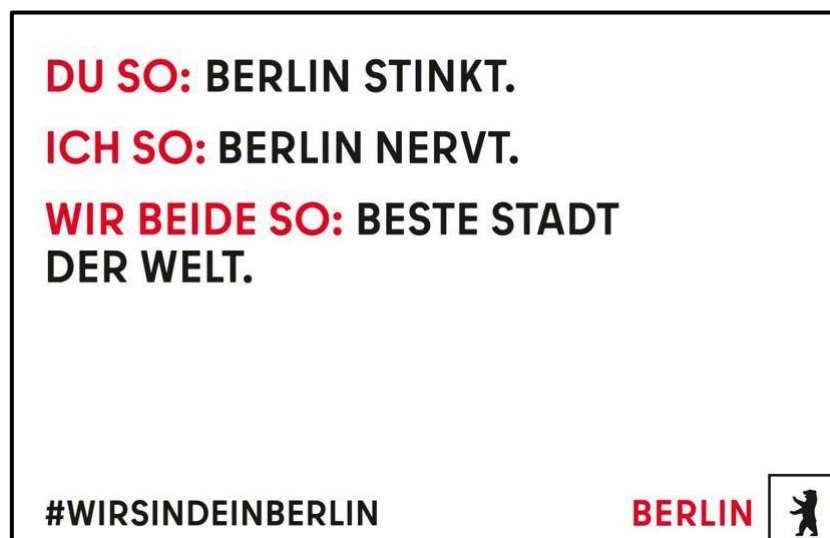 DU SO: BERLIN STINKT.
ICH SO: BERLIN NERVT.
WIR BEIDE SO: BESTE STADT
DER WELT.
#WIRSINDEINBERLIN
BERLIN